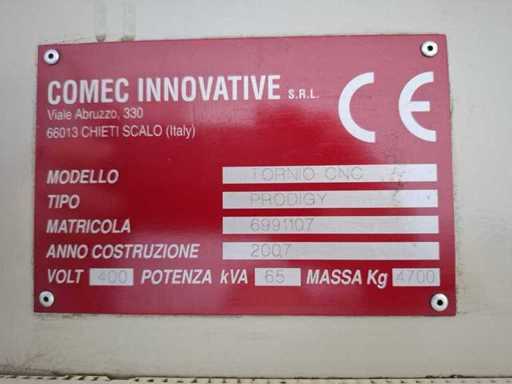 COMEC INNOVATIVE S.R.L.
Viale Abruzzo, 330
66013 CHIETI SCALO (Italy)
CE
MODELLO TORNIO CNC
TIPO PRODIGY
MATRICOLA 6991107
ANNO COSTRUZIONE 2007
VOLT 400 POTENZA kVA 65 MASSA Kg 4700